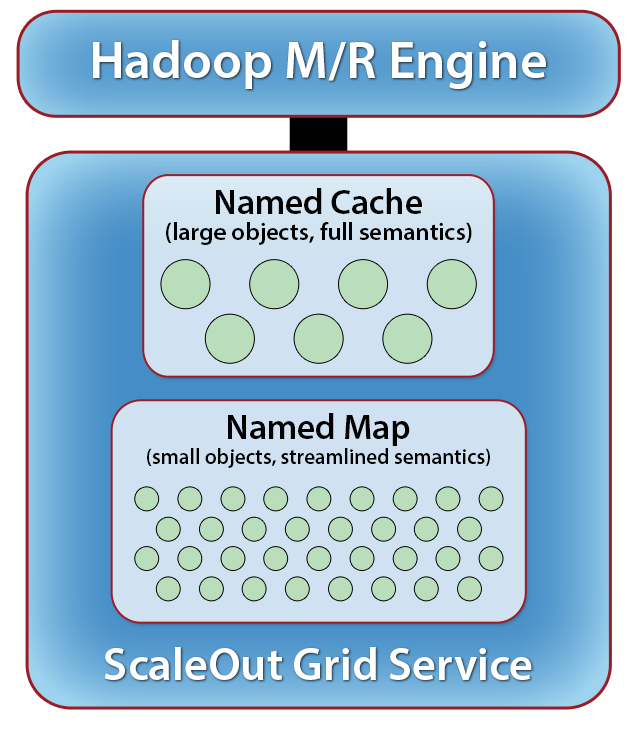 Hadoop M/R Engine
Named Cache
(large objects, full semantics)
Named Map
(small objects, streamlined semantics)
ScaleOut Grid Service